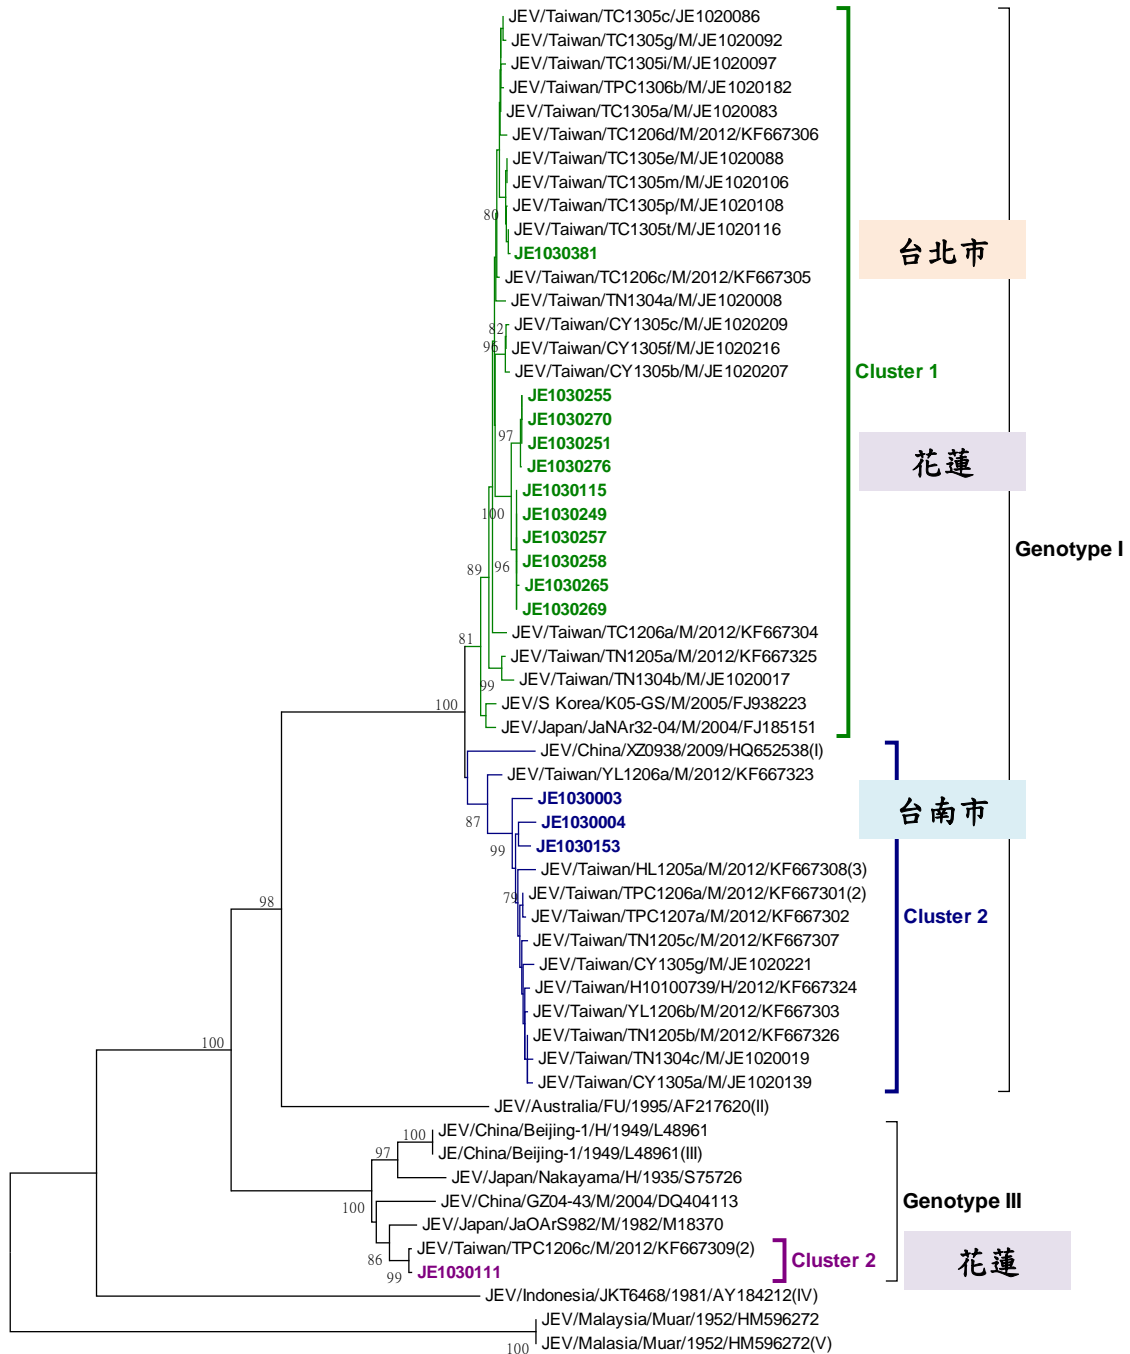 JEV/Taiwan/TC1305c/JE1020086
JEV/Taiwan/TC1305g/M/JE1020092
JEV/Taiwan/TC1305i/M/JE1020097
JEV/Taiwan/TPC1306b/M/JE1020182
JEV/Taiwan/TC1305a/M/JE1020083
JEV/Taiwan/TC1206d/M/2012/KF667306
JEV/Taiwan/TC1305e/M/JE1020088
JEV/Taiwan/TC1305m/M/JE1020106
JEV/Taiwan/TC1305p/M/JE1020108
80
JEV/Taiwan/TC1305t/M/JE1020116
JE1030381
台北市
JEV/Taiwan/TC1206c/M/2012/KF667305
JEV/Taiwan/TN1304a/M/JE1020008
82
JEV/Taiwan/CY1305c/M/JE1020209
96
JEV/Taiwan/CY1305f/M/JE1020216
JEV/Taiwan/CY1305b/M/JE1020207
Cluster 1
JE1030255
JE1030270
97
JE1030251
JE1030276
花蓮
JE1030115
100
JE1030249
JE1030257
Genotype I
89
96
JE1030258
JE1030265
JE1030269
JEV/Taiwan/TC1206a/M/2012/KF667304
81
JEV/Taiwan/TN1205a/M/2012/KF667325
99
JEV/Taiwan/TN1304b/M/JE1020017
100
JEV/S Korea/K05-GS/M/2005/FJ938223
JEV/Japan/JaNAr32-04/M/2004/FJ185151
JEV/China/XZ0938/2009/HQ652538(I)
JEV/Taiwan/YL1206a/M/2012/KF667323
JE1030003
台南市
87
JE1030004
99
JE1030153
JEV/Taiwan/HL1205a/M/2012/KF667308(3)
98
79
JEV/Taiwan/TPC1206a/M/2012/KF667301(2)
JEV/Taiwan/TPC1207a/M/2012/KF667302
Cluster 2
JEV/Taiwan/TN1205c/M/2012/KF667307
JEV/Taiwan/CY1305g/M/JE1020221
JEV/Taiwan/H10100739/H/2012/KF667324
JEV/Taiwan/YL1206b/M/2012/KF667303
100
JEV/Taiwan/TN1205b/M/2012/KF667326
JEV/Taiwan/TN1304c/M/JE1020019
JEV/Taiwan/CY1305a/M/JE1020139
JEV/Australia/FU/1995/AF217620(II)
100
JEV/China/Beijing-1/H/1949/L48961
97
JE/China/Beijing-1/1949/L48961(III)
JEV/Japan/Nakayama/H/1935/S75726
100
JEV/China/GZ04-43/M/2004/DQ404113
Genotype III
JEV/Japan/JaOArS982/M/1982/M18370
86
JEV/Taiwan/TPC1206c/M/2012/KF667309(2)
99
JE1030111
Cluster 2
花蓮
JEV/Indonesia/JKT6468/1981/AY184212(IV)
JEV/Malaysia/Muar/1952/HM596272
100
JEV/Malasia/Muar/1952/HM596272(V)